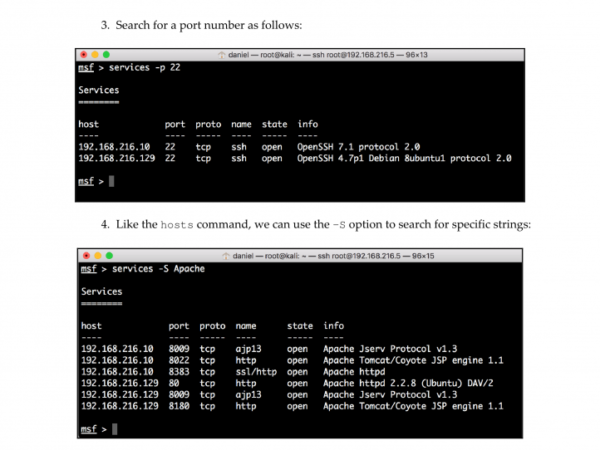 3. Search for a port number as follows:
daniel — root@kali: ~ — ssh root@192.168.216.5 — 96×13
msf > services -p 22
Services
========
host port proto name state info
---- ---- ----- ---- ----- ----
192.168.216.10 22 tcp ssh open OpenSSH 7.1 protocol 2.0
192.168.216.129 22 tcp ssh open OpenSSH 4.7p1 Debian 8ubuntu1 protocol 2.0
msf >
4. Like the hosts command, we can use the -S option to search for specific strings:
daniel — root@kali: ~ — ssh root@192.168.216.5 — 96×15
msf > services -S Apache
Services
========
host port proto name state info
---- ---- ----- ---- ----- ----
192.168.216.10 8009 tcp ajp13 open Apache Jserv Protocol v1.3
192.168.216.10 8022 tcp http open Apache Tomcat/Coyote JSP engine 1.1
192.168.216.10 8383 tcp ssl/http open Apache httpd
192.168.216.129 80 tcp http open Apache httpd 2.2.8 (Ubuntu) DAV/2
192.168.216.129 8009 tcp ajp13 open Apache Jserv Protocol v1.3
192.168.216.129 8180 tcp http open Apache Tomcat/Coyote JSP engine 1.1
msf >